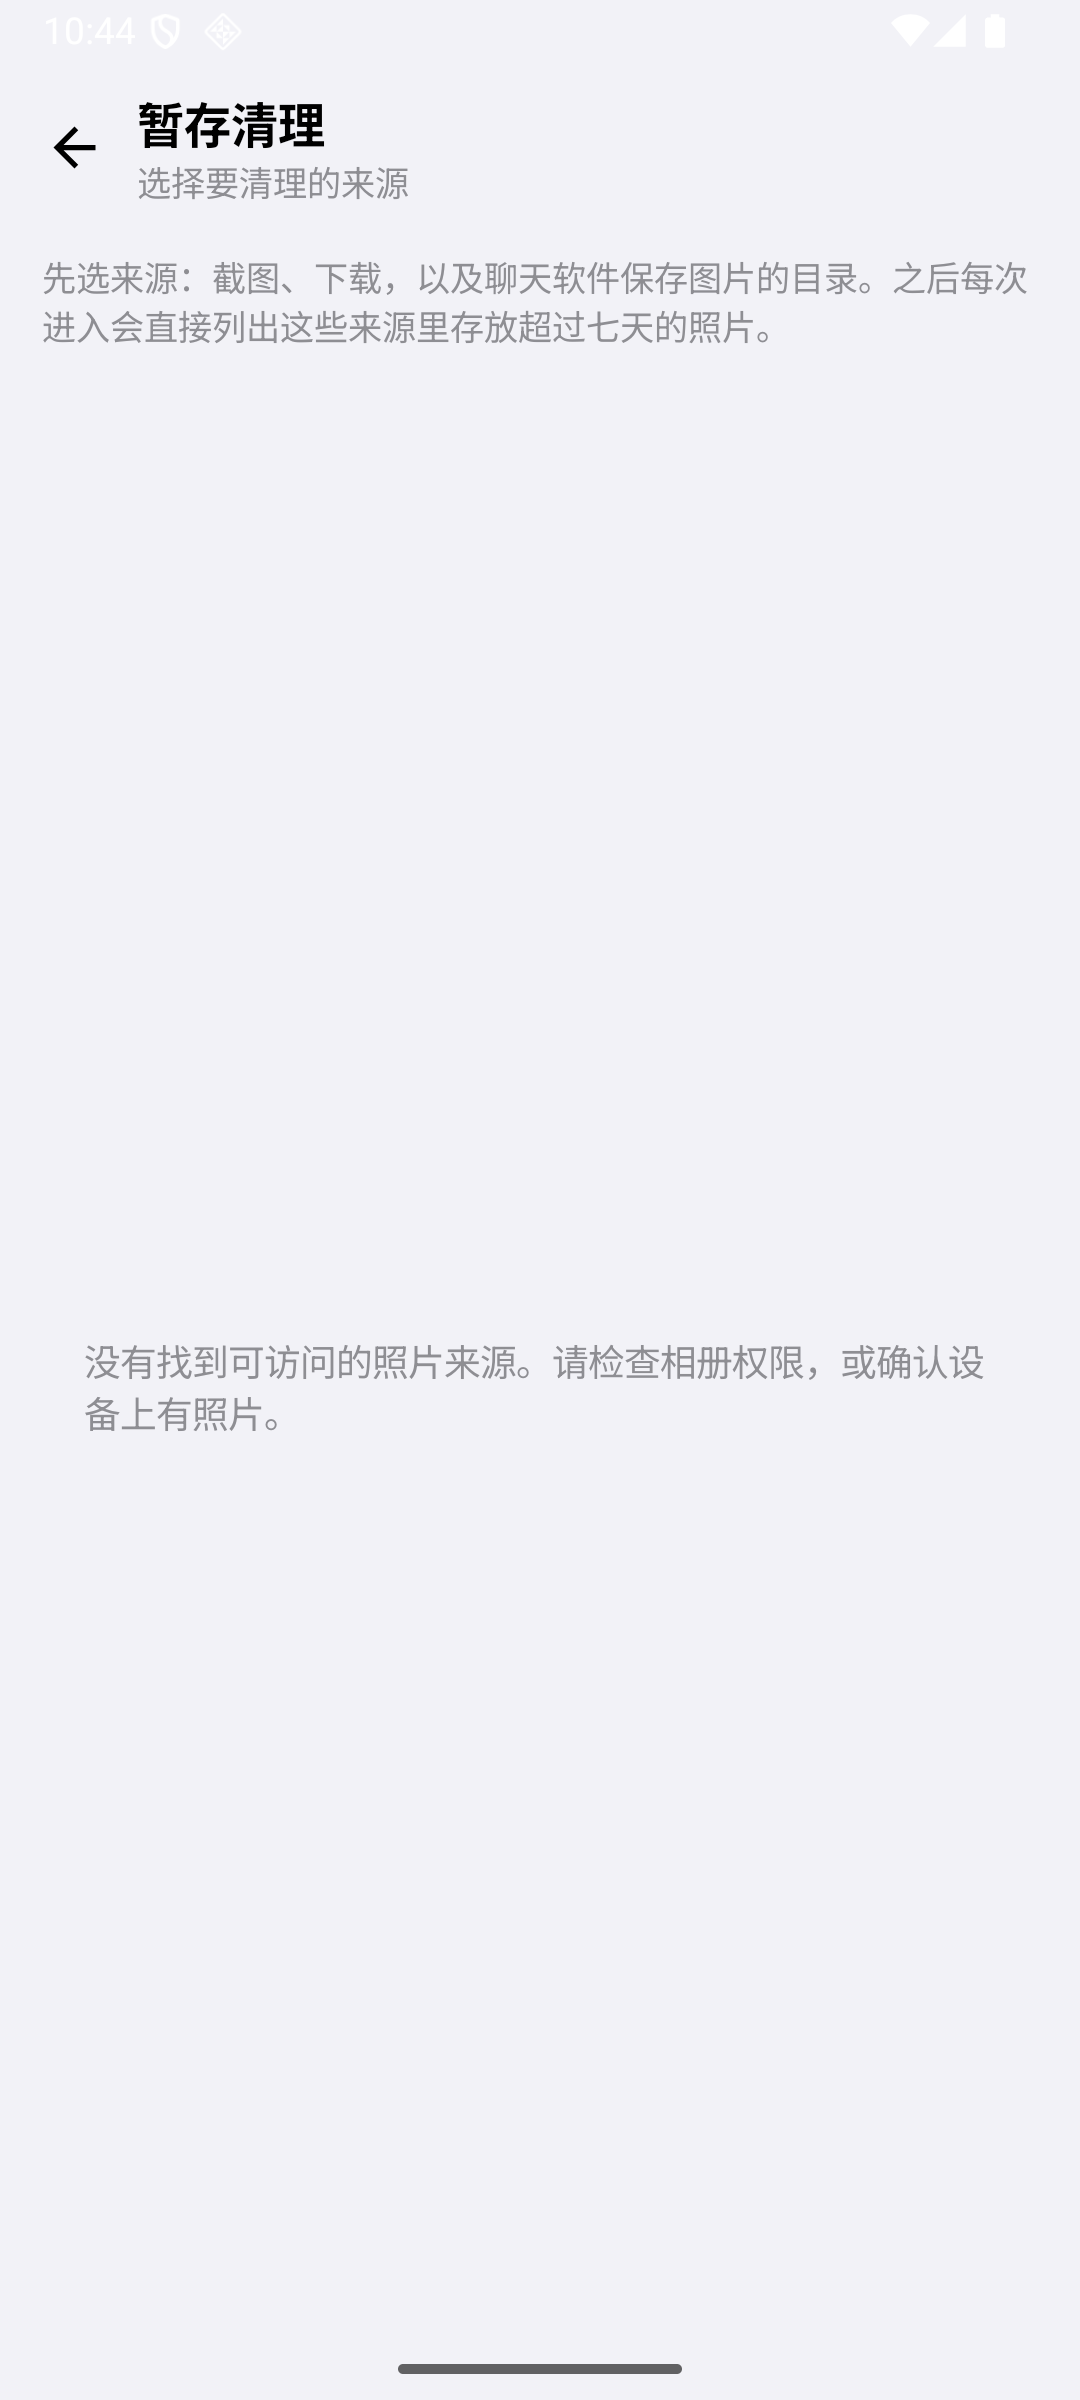 10:44
暂存清理
选择要清理的来源
先选来源：截图、下载，以及聊天软件保存图片的目录。之后每次
进入会直接列出这些来源里存放超过七天的照片。
没有找到可访问的照片来源。请检查相册权限，或确认设
备上有照片。